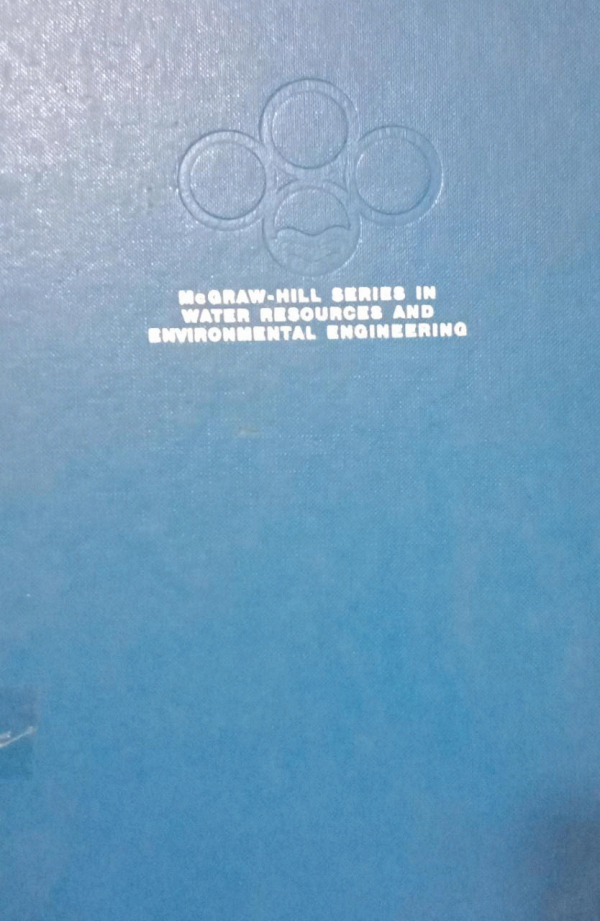 McGRAW-HILL SERIES IN
WATER RESOURCES AND
ENVIRONMENTAL ENGINEERING